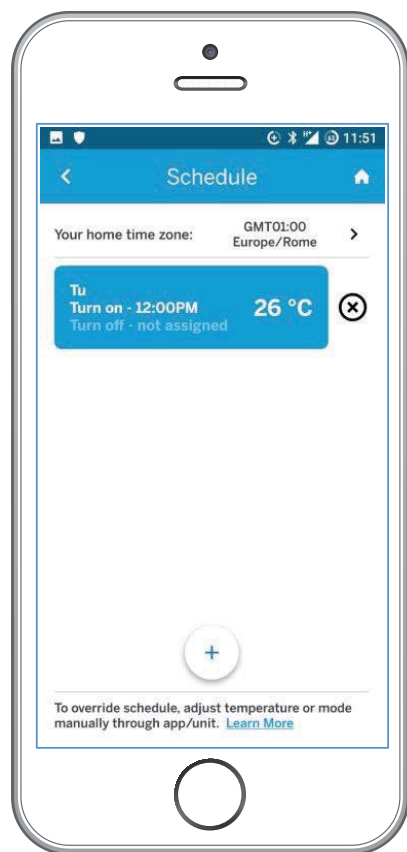 11:51
Schedule
Your home time zone:
GMT01:00
Europe/Rome
Tu
Turn on - 12:00PM
Turn off - not assigned
26 °C
To override schedule, adjust temperature or mode
manually through app/unit. Learn More